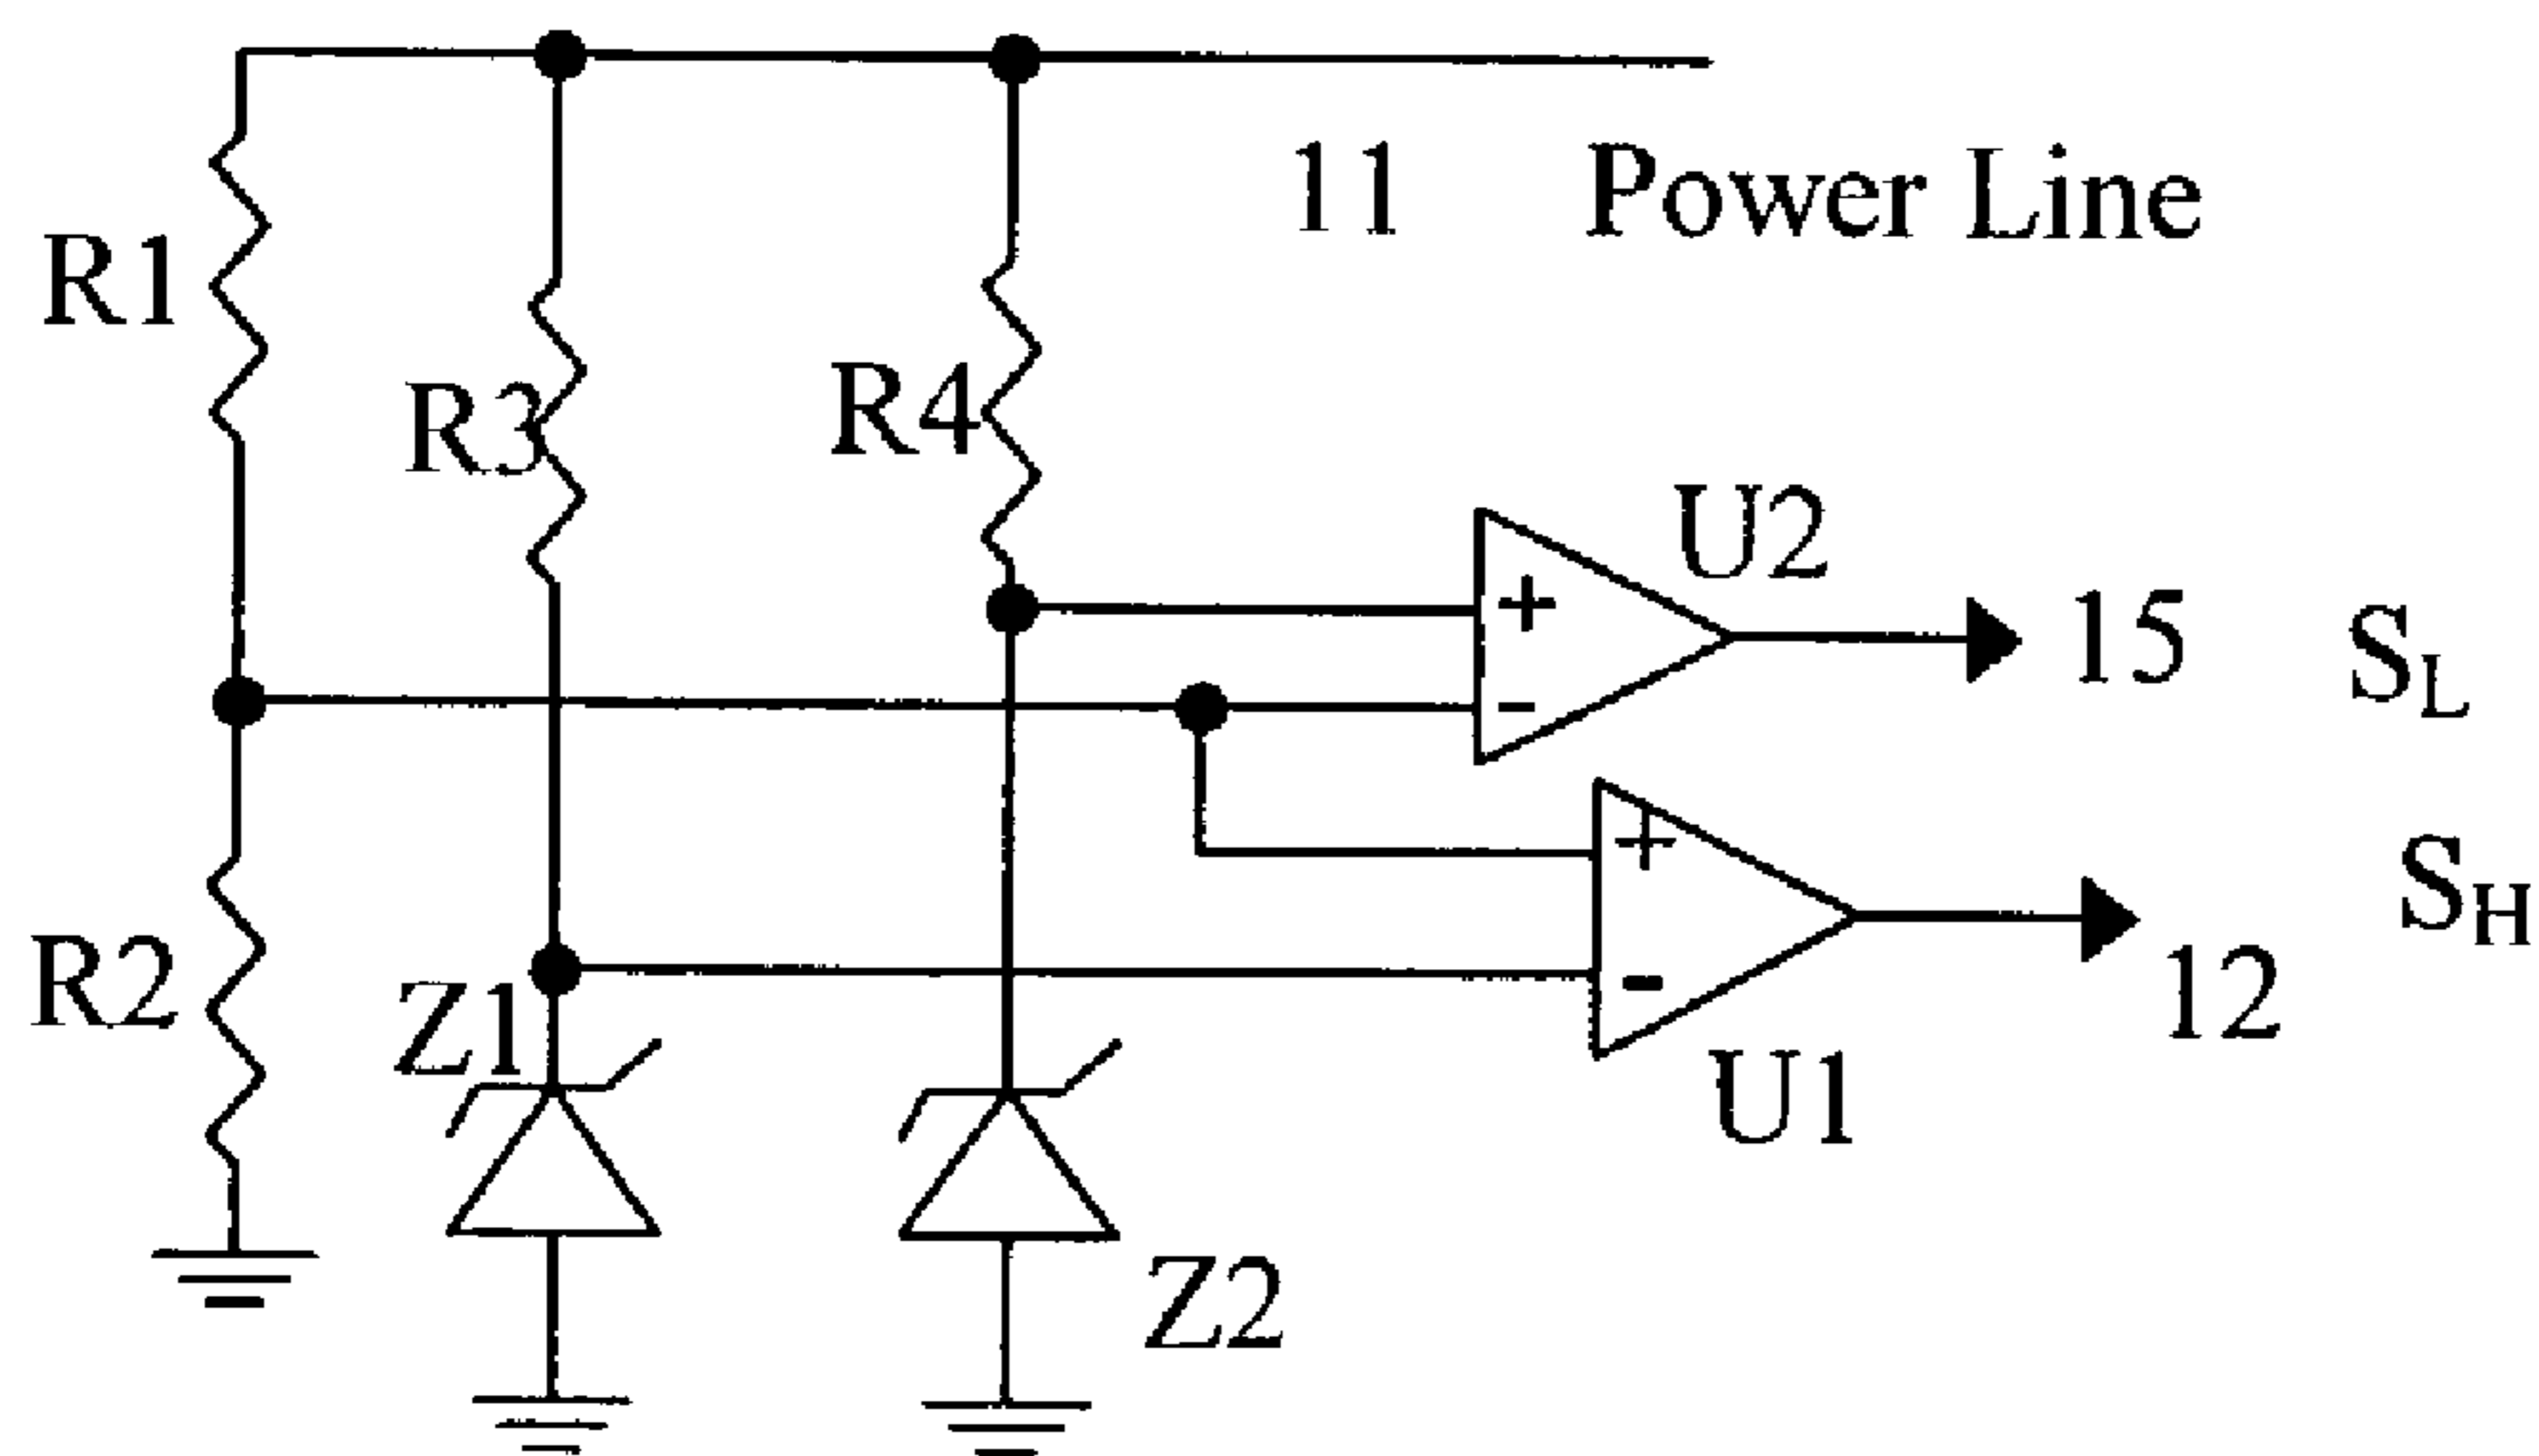 11 Power Line
R1
R3
R4
U2
+
-
15 S_L
+
-
S_H
12
U1
R2
Z1
Z2